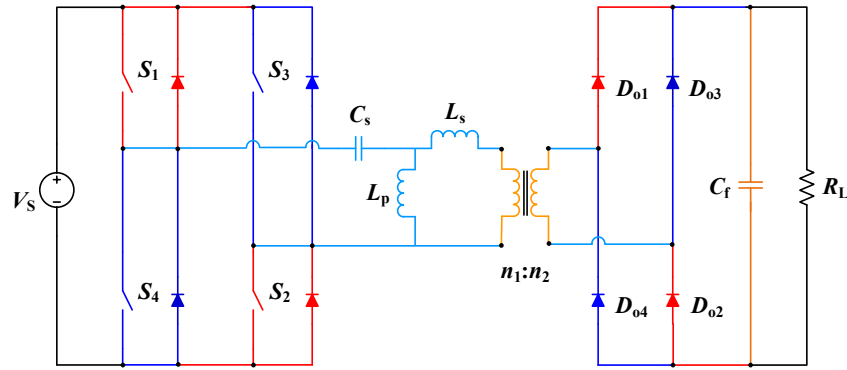 S1
S3
Do1
Do3
Cs
Ls
Lp
VS
+
−
Cf
RL
n1:n2
S4
S2
Do4
Do2